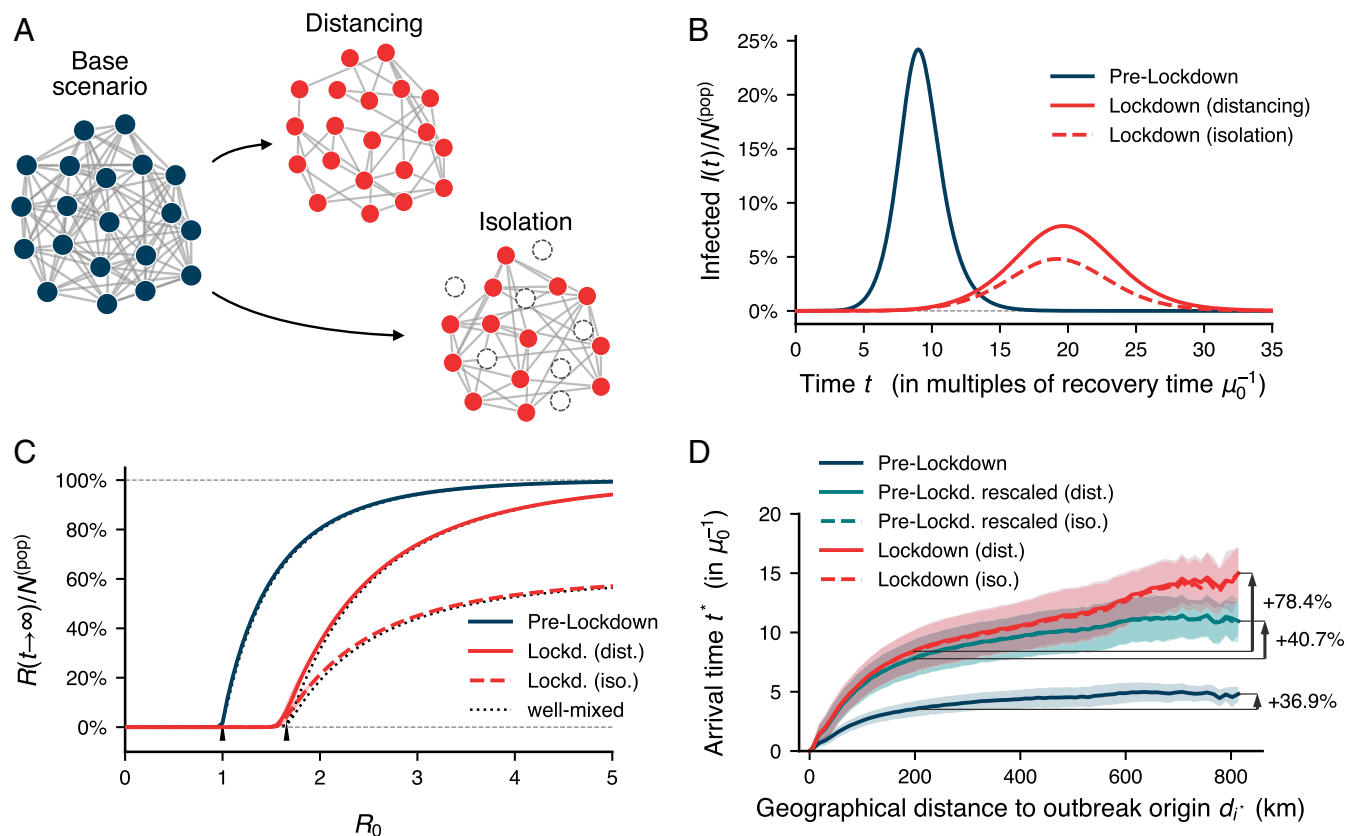 A
Base
scenario
Distancing
Isolation
B
25%
20%
15%
10%
5%
0%
Infected I(t)/N^(pop)
Pre-Lockdown
Lockdown (distancing)
Lockdown (isolation)
0 5 10 15 20 25 30 35
Time t (in multiples of recovery time μ₀⁻¹)
C
100%
80%
60%
40%
20%
0%
R(t→∞)/N^(pop)
Pre-Lockdown
Lockd. (dist.)
Lockd. (iso.)
well-mixed
0 1 2 3 4 5
R₀
D
Pre-Lockdown
Pre-Lockd. rescaled (dist.)
Pre-Lockd. rescaled (iso.)
Lockdown (dist.)
Lockdown (iso.)
20
15
10
5
0
Arrival time t* (in μ₀⁻¹)
+78.4%
+40.7%
+36.9%
0 200 400 600 800
Geographical distance to outbreak origin d_i* (km)